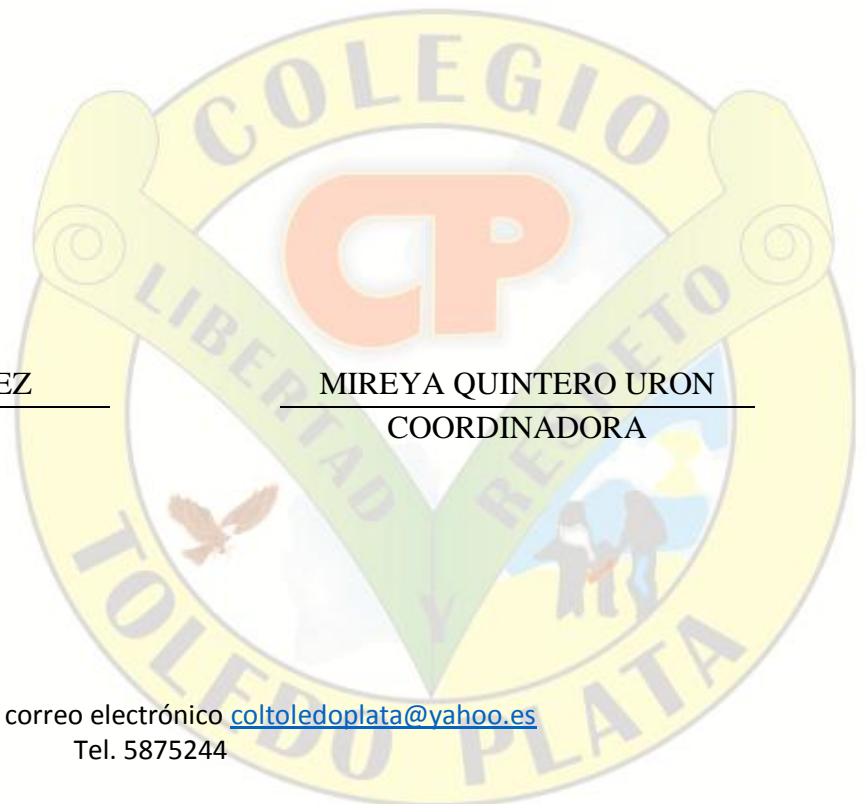 COLEGIO
CP
LIBERTAD Y RESPETO
EZ
MIREYA QUINTERO URON
COORDINADORA
TOLEDO PLATA
correo electrónico coltoledoplata@yahoo.es
Tel. 5875244